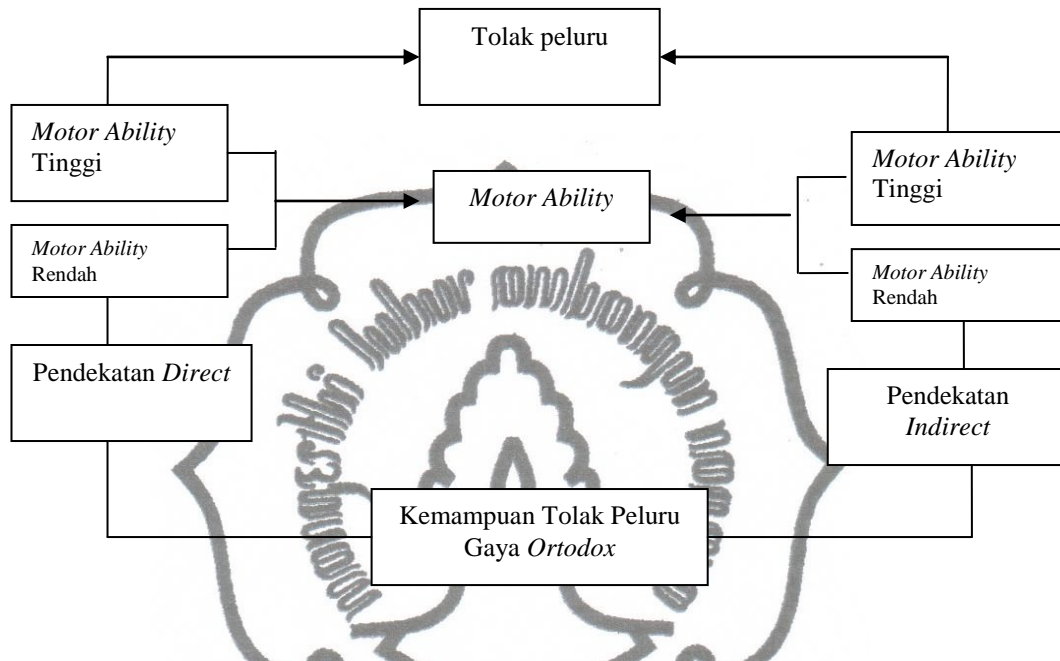 Tolak peluru
Motor Ability
Tinggi
Motor Ability
Tinggi
Motor Ability
Motor Ability
Rendah
Motor Ability
Rendah
Pendekatan Direct
Pendekatan
Indirect
Kemampuan Tolak Peluru
Gaya Ortodox